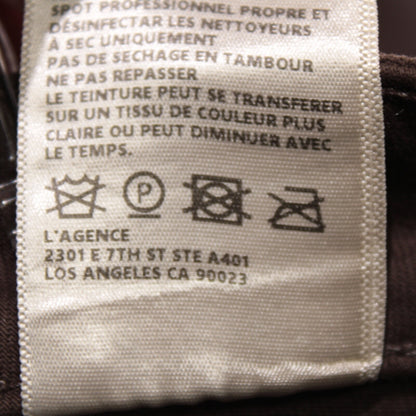 SPOT PROFESSIONNEL PROPRE ET
DÉSINFECTAR LES NETTOYEURS
À SEC UNIQUEMENT
PAS DE SECHAGE EN TAMBOUR
NE PAS REPASSER
LE TEINTURE PEUT SE TRANSFERER
SUR UN TISSU DE COULEUR PLUS
CLAIRE OU PEUT DIMINUER AVEC
LE TEMPS.
P
L'AGENCE
2301 E 7TH ST STE A401
LOS ANGELES CA 90023